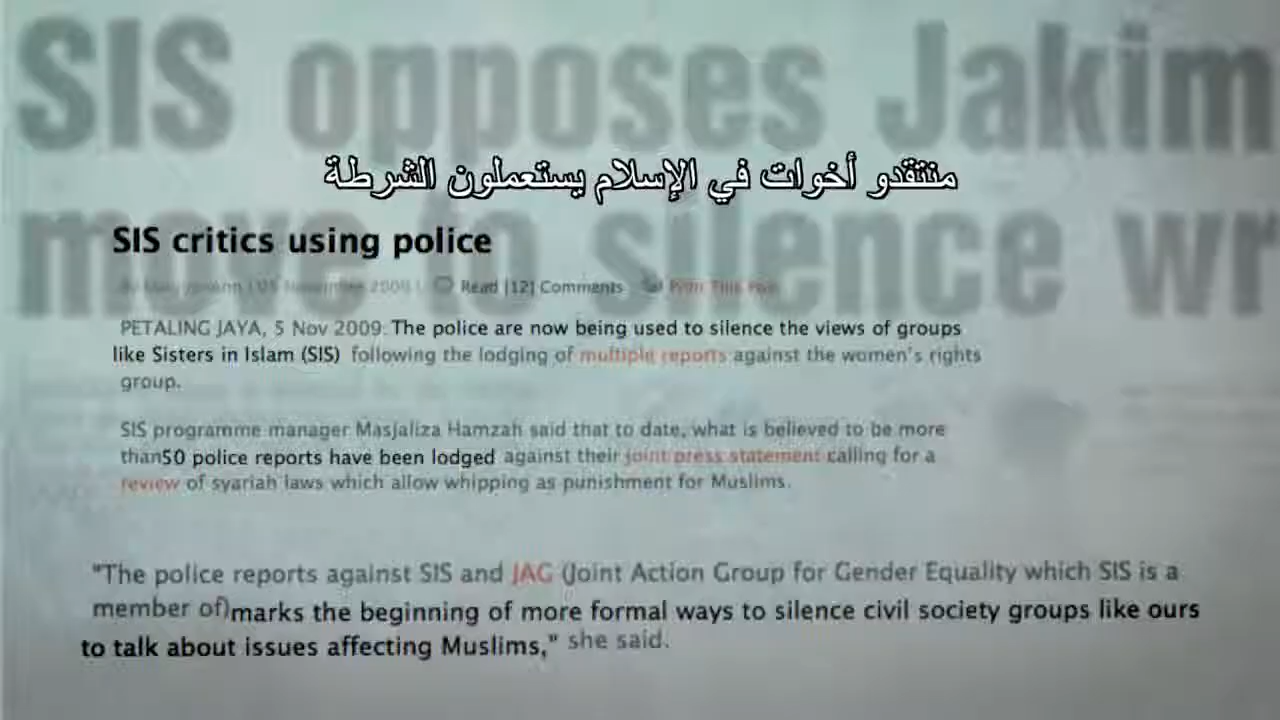 SIS opposes Jakim
منتقدو أخوات في الإسلام يستعملون الشرطة
move to silence wr
SIS critics using police
November 2009 | Read [12] Comments Print This Post
PETALING JAYA, 5 Nov 2009: The police are now being used to silence the views of groups
like Sisters in Islam (SIS) following the lodging of multiple reports against the women's rights
group.
SIS programme manager Masjaliza Hamzah said that to date, what is believed to be more
than50 police reports have been lodged against their joint press statement calling for a
review of syariah laws which allow whipping as punishment for Muslims.
"The police reports against SIS and JAG (Joint Action Group for Gender Equality which SIS is a
member of)marks the beginning of more formal ways to silence civil society groups like ours
to talk about issues affecting Muslims," she said.